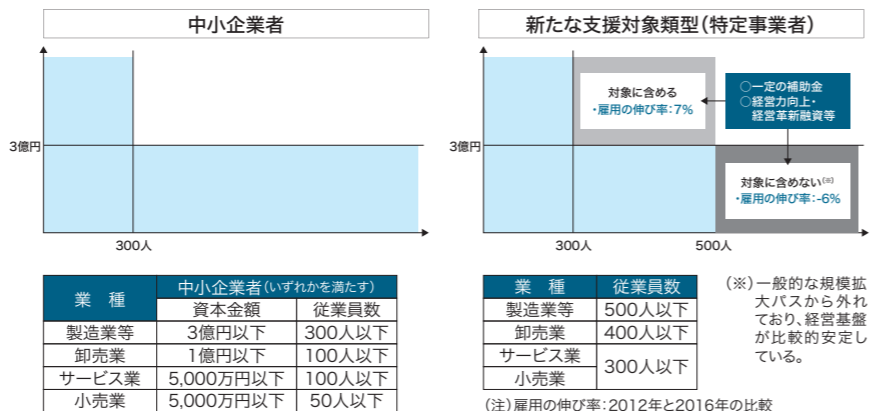 中小企業者
3億円
300人
業 種
中小企業者(いずれかを満たす)
資本金額 従業員数
製造業等 3億円以下 300人以下
卸売業 1億円以下 100人以下
サービス業 5,000万円以下 100人以下
小売業 5,000万円以下 50人以下
新たな支援対象類型(特定事業者)
対象に含める
・雇用の伸び率:7%
○一定の補助金
○経営力向上・
経営革新融資等
3億円
対象に含めない(※)
・雇用の伸び率:-6%
300人 500人
業 種 従業員数
製造業等 500人以下
卸売業 400人以下
サービス業
300人以下
小売業
(※)一般的な規模拡
大パスから外れ
ており、経営基盤
が比較的安定し
ている。
(注)雇用の伸び率:2012年と2016年の比較